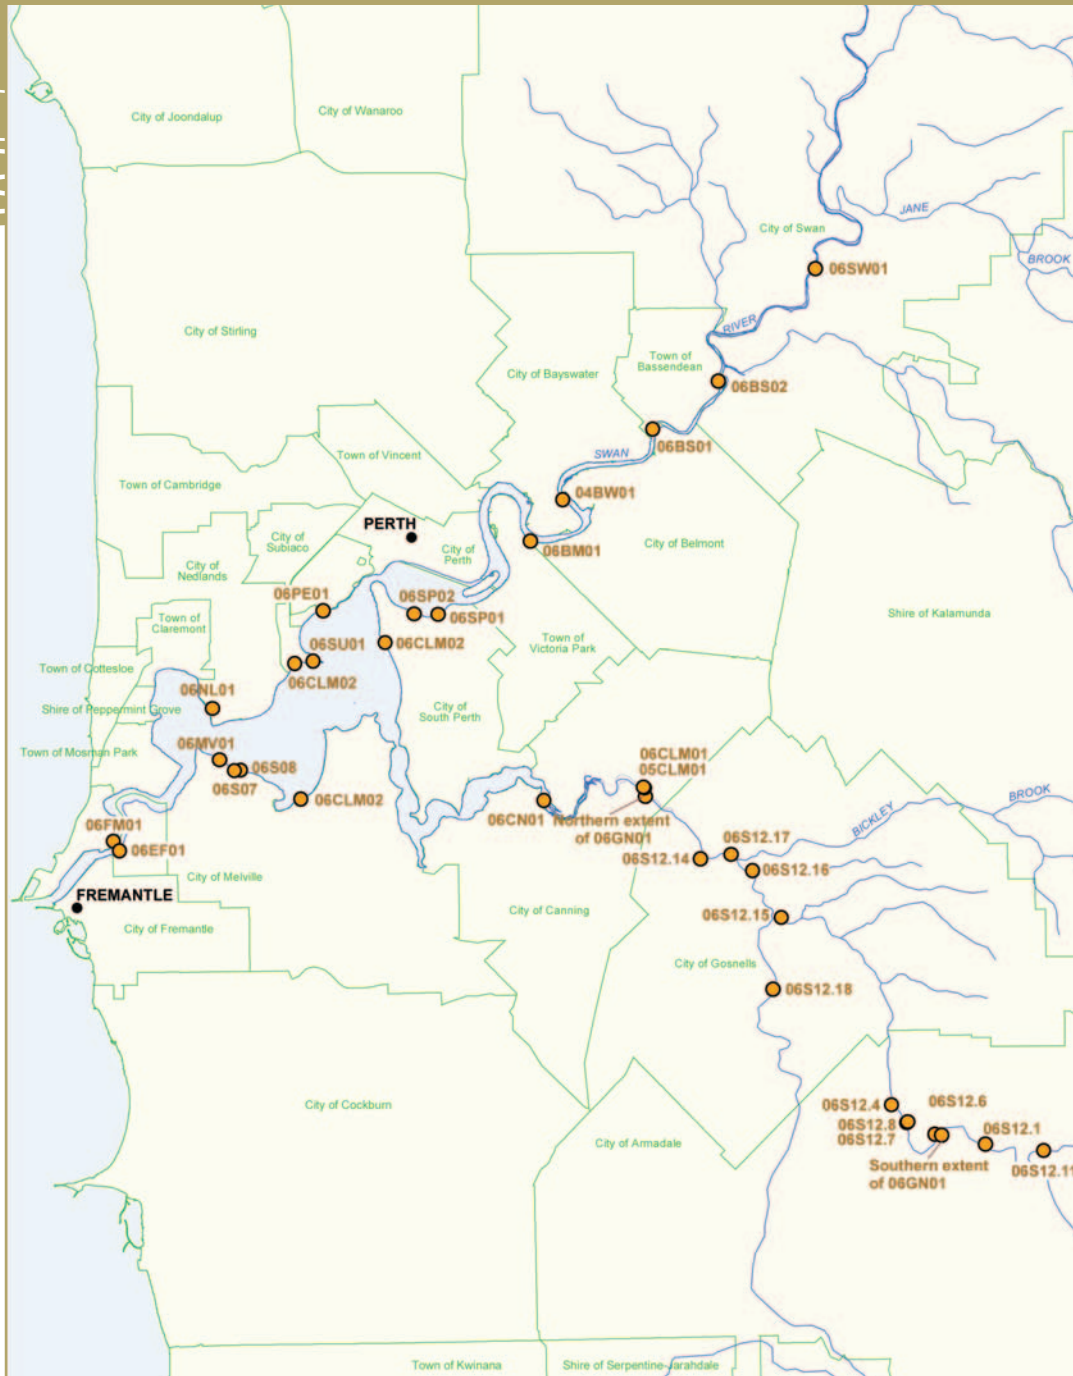 City of Joondalup
City of Wanaroo
JANE
BROOK
City of Swan
06SW01
City of Stirling
RIVER
Town of
Bassendean
City of Bayswater
06BS02
06BS01
SWAN
Town of Vincent
Town of Cambridge
04BW01
PERTH
City of
Subiaco
City of
Perth
06BM01
City of Belmont
City of
Nedlands
06PE01
06SP02
06SP01
Shire of Kalamunda
Town of
Claremont
06SU01
06CLM02
Town of
Victoria Park
Town of Cottesloe
06CLM02
06NL01
Shire of Peppermint Grove
City of
South Perth
06MV01
Town of Mosman Park
06S08
06S07
06CLM02
06CLM01
05CLM01
06CN01
Northern extent
of 06GN01
BICKLEY
BROOK
06FM01
06EF01
06S12.17
06S12.14
06S12.16
City of Melville
FREMANTLE
City of Fremantle
City of Canning
06S12.15
City of Gosnells
06S12.18
City of Cockburn
06S12.4
06S12.6
06S12.8
06S12.7
06S12.1
City of Armadale
Southern extent
of 06GN01
06S12.11
Town of Kwinana
Shire of Serpentine-Jarahdale